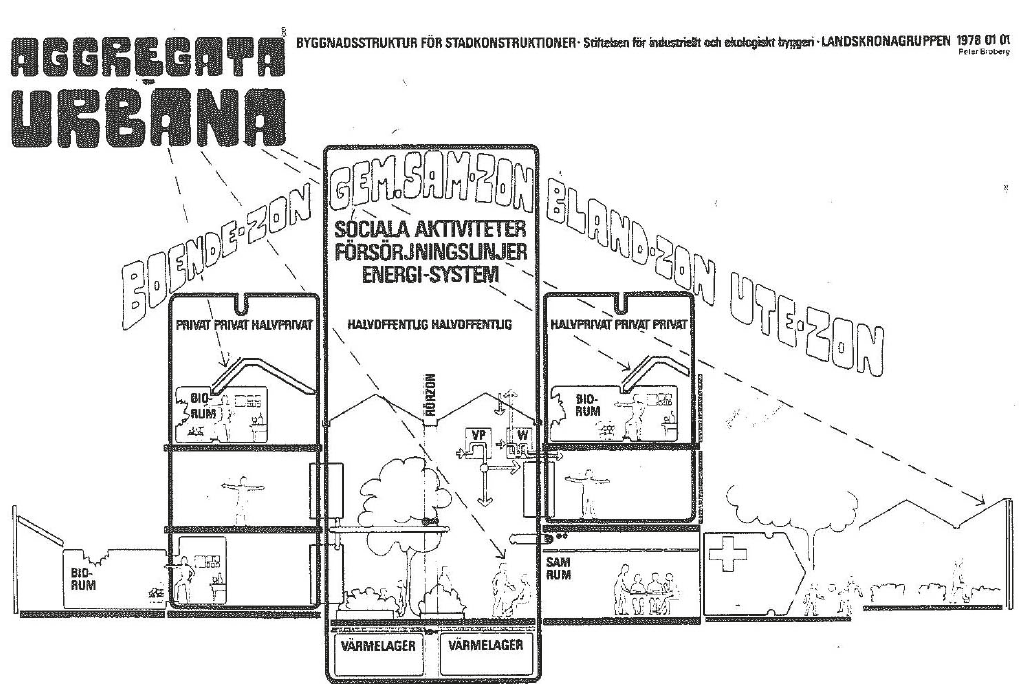 AGGREGATA
URBANA
BYGGNADSSTRUKTUR FÖR STADKONSTRUKTIONER · Stiftelsen för industriellt och ekologiskt byggeri · LANDSKRONAGRUPPEN 1978 01 01
Peter Broberg
BOENDE·ZON
GEM.SAM·ZON
BLAND·ZON
UTE·ZON
SOCIALA AKTIVITETER
FÖRSÖRJNINGSLINJER
ENERGI-SYSTEM
PRIVAT PRIVAT HALVPRIVAT
HALVOFFENTLIG HALVOFFENTLIG
HALVPRIVAT PRIVAT PRIVAT
RÖRZON
BIO-
RUM
VP
W
BIO-
RUM
BIO-
RUM
SAM
RUM
VÄRMELAGER
VÄRMELAGER